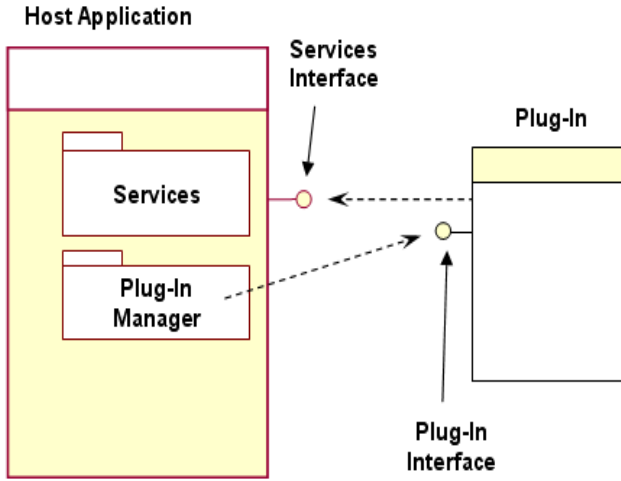 Host Application
Services
Interface
Plug-In
Services
Plug-In
Manager
Plug-In
Interface